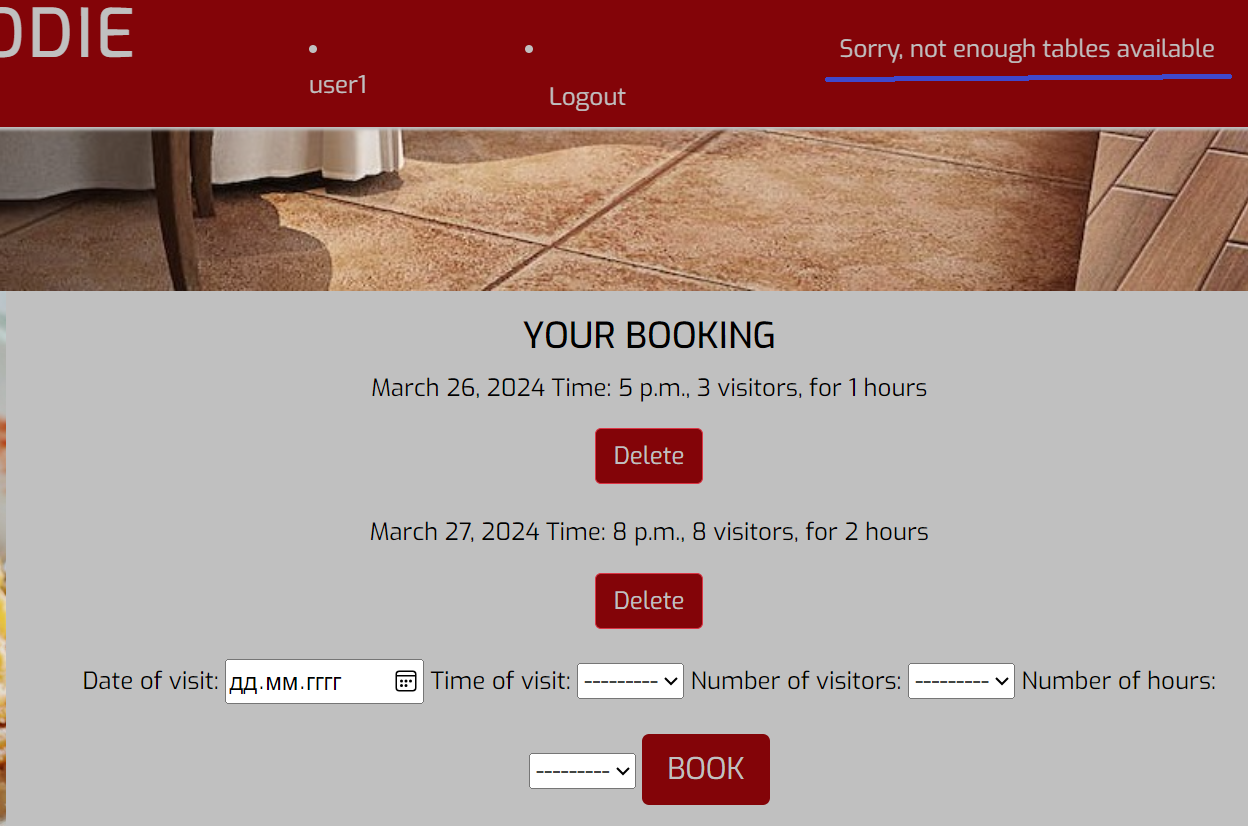 ODIE
Sorry, not enough tables available
user1
Logout
YOUR BOOKING
March 26, 2024 Time: 5 p.m., 3 visitors, for 1 hours
Delete
March 27, 2024 Time: 8 p.m., 8 visitors, for 2 hours
Delete
Date of visit: дд.мм.гггг Time of visit: --------- Number of visitors: --------- Number of hours:
--------- BOOK